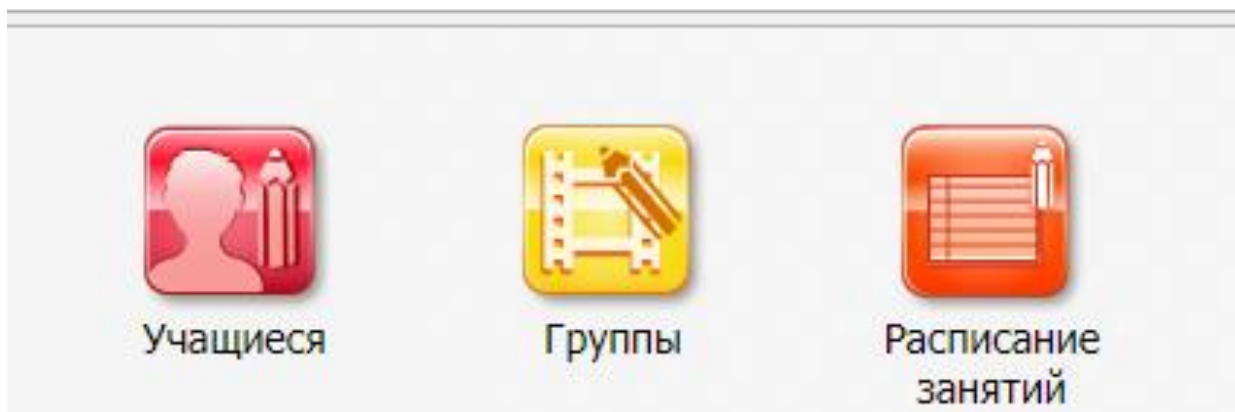 Учащиеся
Группы
Расписание
занятий